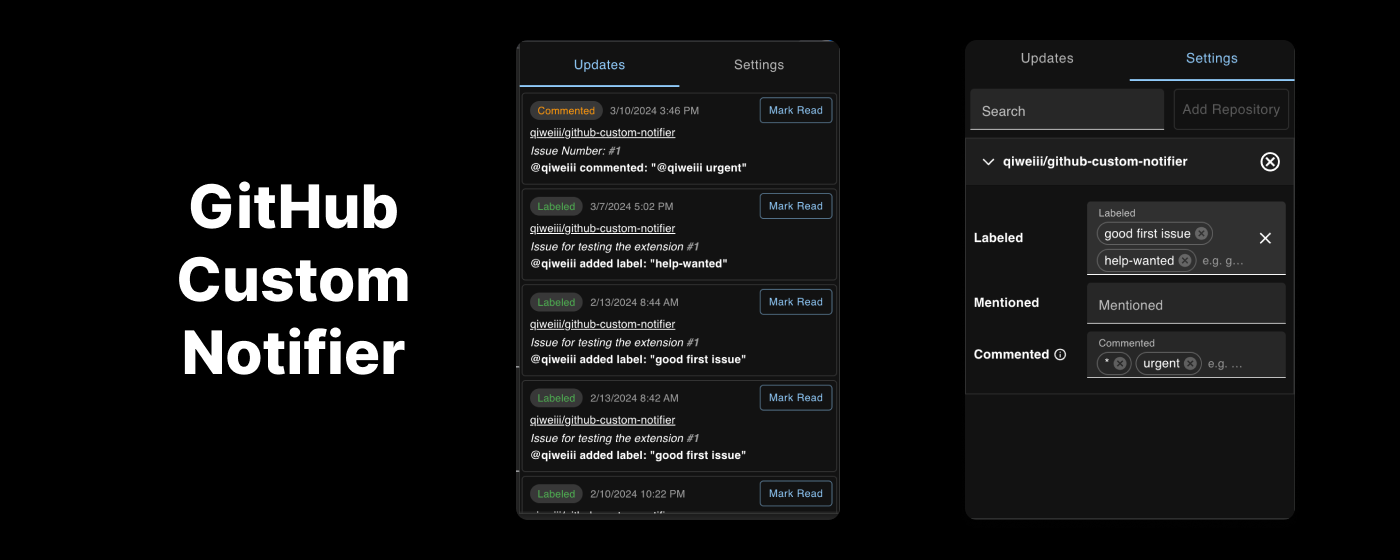 GitHub
Custom
Notifier
Updates
Settings
Commented
3/10/2024 3:46 PM
Mark Read
qiweiii/github-custom-notifier
Issue Number: #1
@qiweiii commented: "@qiweiii urgent"
Labeled
3/7/2024 5:02 PM
Mark Read
qiweiii/github-custom-notifier
Issue for testing the extension #1
@qiweiii added label: "help-wanted"
Labeled
2/13/2024 8:44 AM
Mark Read
qiweiii/github-custom-notifier
Issue for testing the extension #1
@qiweiii added label: "good first issue"
Labeled
2/13/2024 8:42 AM
Mark Read
qiweiii/github-custom-notifier
Issue for testing the extension #1
@qiweiii added label: "good first issue"
Labeled
2/10/2024 10:22 PM
Mark Read
Updates
Settings
Search
Add Repository
qiweiii/github-custom-notifier
Labeled
Labeled
good first issue
help-wanted
e.g. g…
Mentioned
Mentioned
Commented
Commented
*
urgent
e.g. …